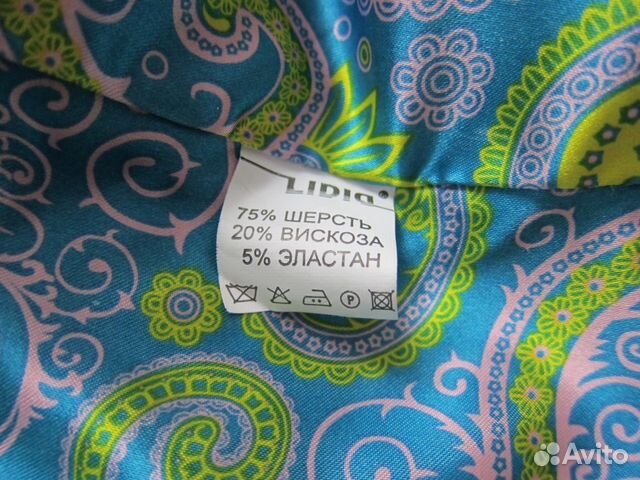 LIDIA®
75% ШЕРСТЬ
20% ВИСКОЗА
5% ЭЛАСТАН
P
Avito